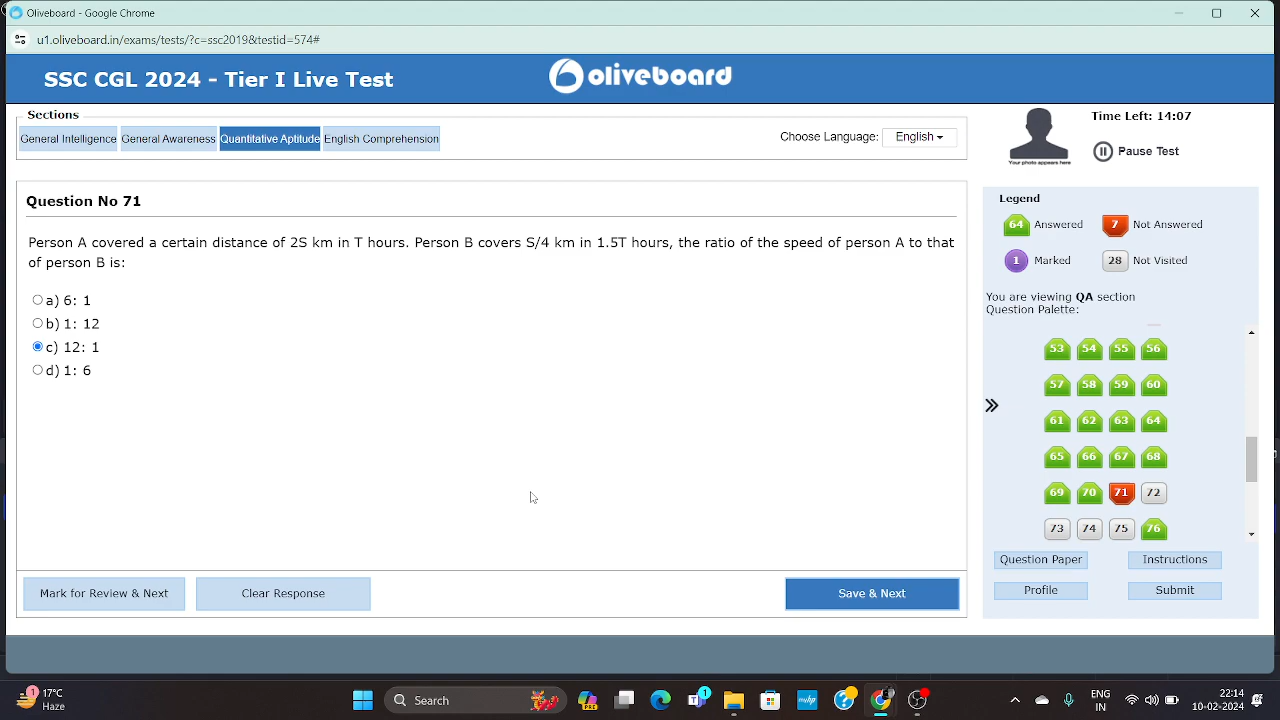 Oliveboard - Google Chrome
u1.oliveboard.in/exams/tests/?c=ssc2019&testid=574#
SSC CGL 2024 - Tier I Live Test
oliveboard
Sections
General Intelligence General Awareness Quantitative Aptitude English Comprehension
Choose Language: English
Your photo appears here
Time Left: 14:07
Pause Test
Question No 71
Person A covered a certain distance of 2S km in T hours. Person B covers S/4 km in 1.5T hours, the ratio of the speed of person A to that
of person B is:
a) 6: 1
b) 1: 12
c) 12: 1
d) 1: 6
Mark for Review & Next Clear Response Save & Next
Legend
64 Answered 7 Not Answered
1 Marked 28 Not Visited
You are viewing QA section
Question Palette:
53 54 55 56
57 58 59 60
61 62 63 64
65 66 67 68
69 70 71 72
73 74 75 76
Question Paper Instructions
Profile Submit
1
17°C
Haze
Search
PRE
1
myhp
2
ENG
IN
22:14
10-02-2024